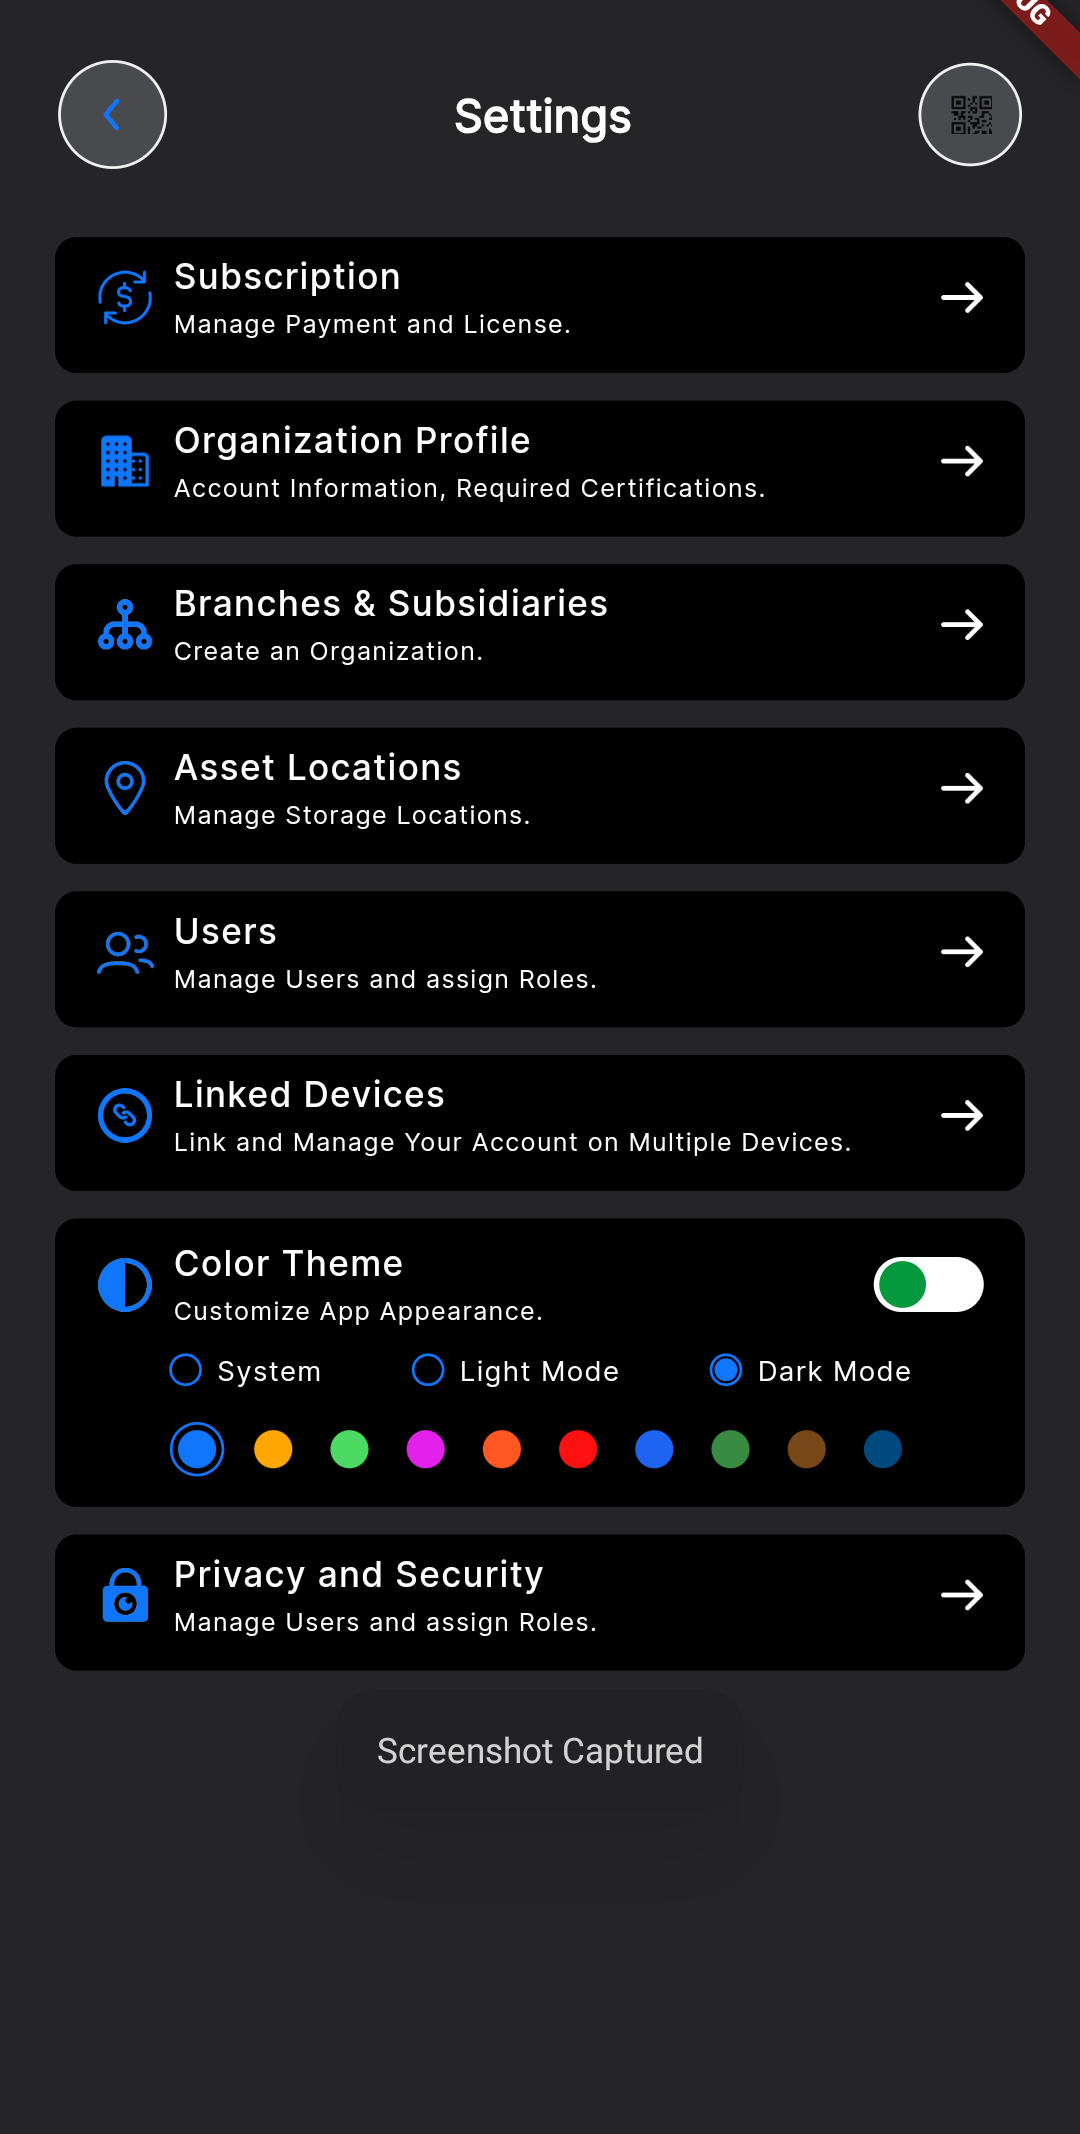 Settings
Subscription
Manage Payment and License.
Organization Profile
Account Information, Required Certifications.
Branches & Subsidiaries
Create an Organization.
Asset Locations
Manage Storage Locations.
Users
Manage Users and assign Roles.
Linked Devices
Link and Manage Your Account on Multiple Devices.
Color Theme
Customize App Appearance.
System Light Mode Dark Mode
Privacy and Security
Manage Users and assign Roles.
Screenshot Captured